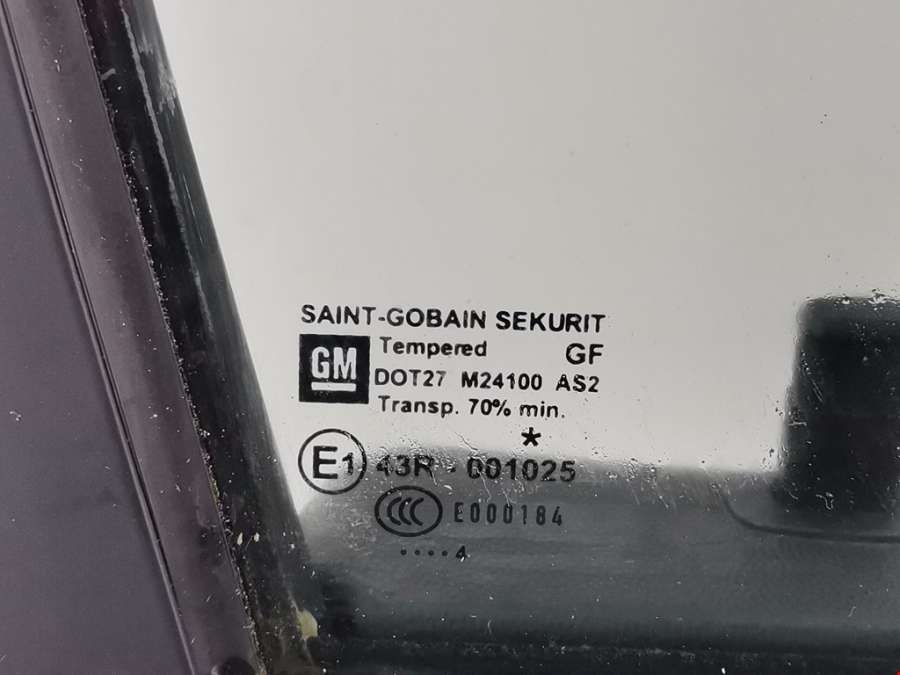 SAINT-GOBAIN SEKURIT
GM
Tempered GF
DOT27 M24100 AS2
Transp. 70% min.
*
E1 43R - 001025
CCC E000184
....4